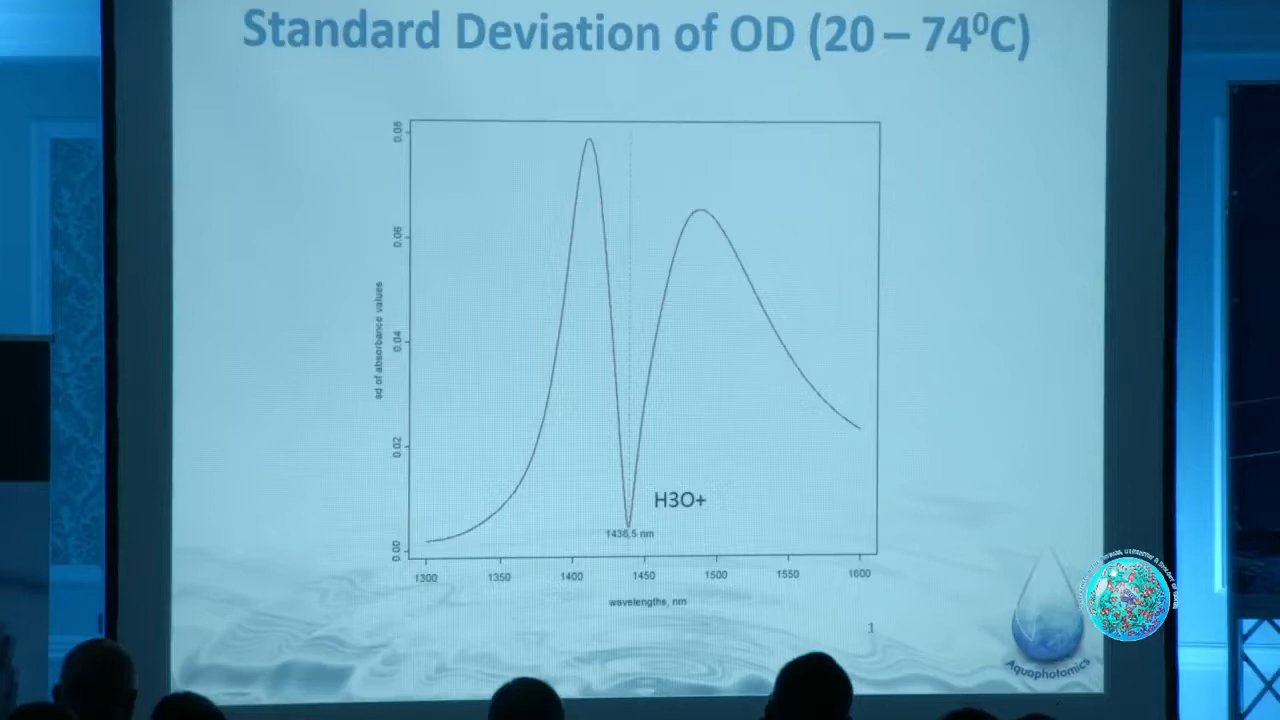 Standard Deviation of OD (20 – 74⁰C)
0.08
0.06
0.04
0.02
0.00
sd of absorbance values
H3O+
1436.5 nm
1300 1350 1400 1450 1500 1550 1600
wavelengths, nm
1
Aquaphotomics